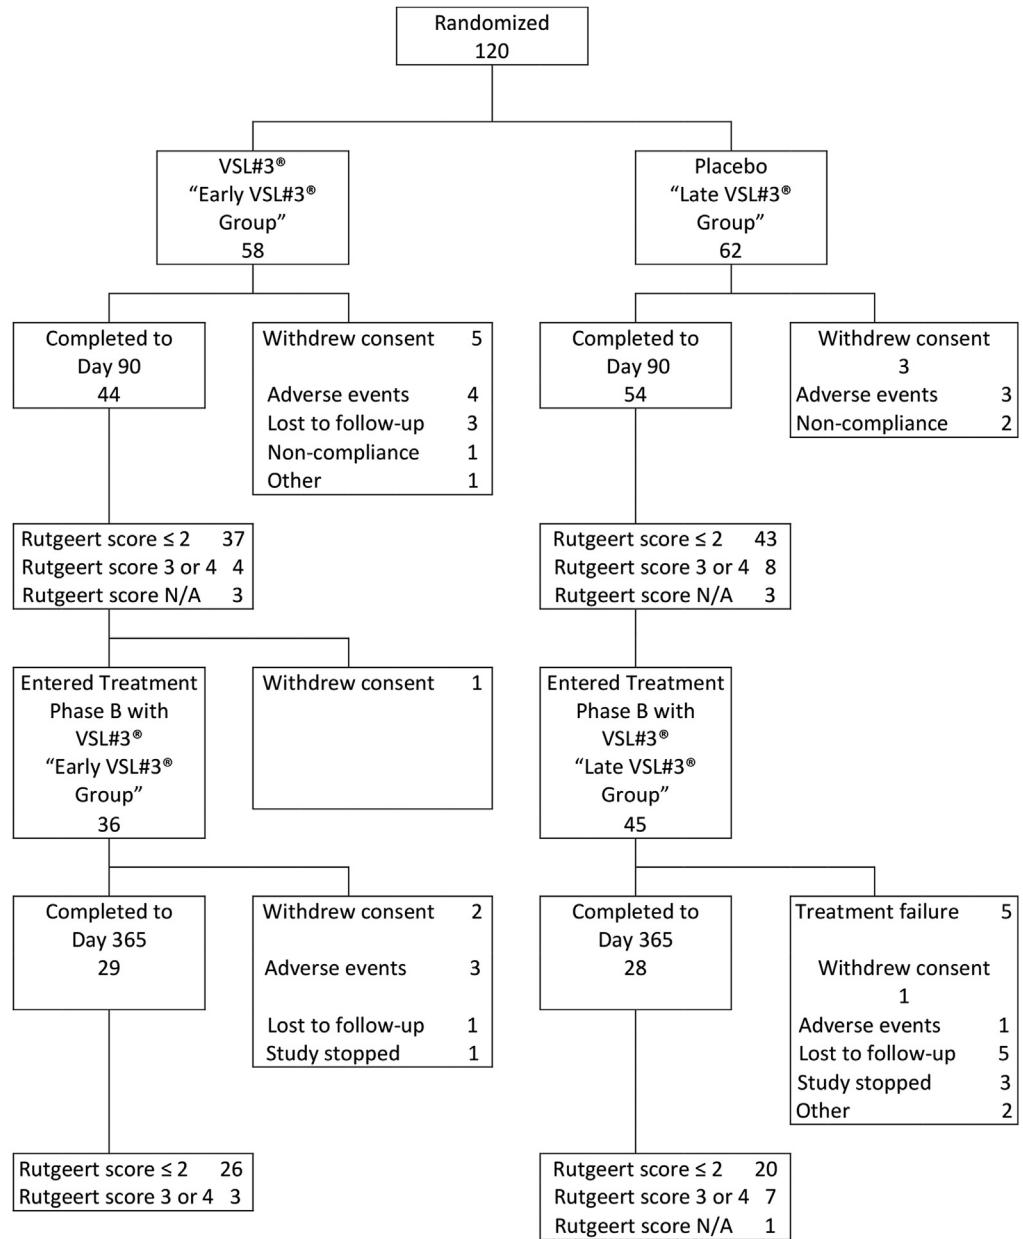 Randomized
120
VSL#3®
“Early VSL#3®
Group”
58
Placebo
“Late VSL#3®
Group”
62
Completed to
Day 90
44
Withdrew consent 5
Adverse events 4
Lost to follow-up 3
Non-compliance 1
Other 1
Completed to
Day 90
54
Withdrew consent
3
Adverse events 3
Non-compliance 2
Rutgeert score ≤ 2 37
Rutgeert score 3 or 4 4
Rutgeert score N/A 3
Rutgeert score ≤ 2 43
Rutgeert score 3 or 4 8
Rutgeert score N/A 3
Entered Treatment
Phase B with
VSL#3®
“Early VSL#3®
Group”
36
Withdrew consent 1
Entered Treatment
Phase B with
VSL#3®
“Late VSL#3®
Group”
45
Completed to
Day 365
29
Withdrew consent 2
Adverse events 3
Lost to follow-up 1
Study stopped 1
Completed to
Day 365
28
Treatment failure 5
Withdrew consent
1
Adverse events 1
Lost to follow-up 5
Study stopped 3
Other 2
Rutgeert score ≤ 2 26
Rutgeert score 3 or 4 3
Rutgeert score ≤ 2 20
Rutgeert score 3 or 4 7
Rutgeert score N/A 1